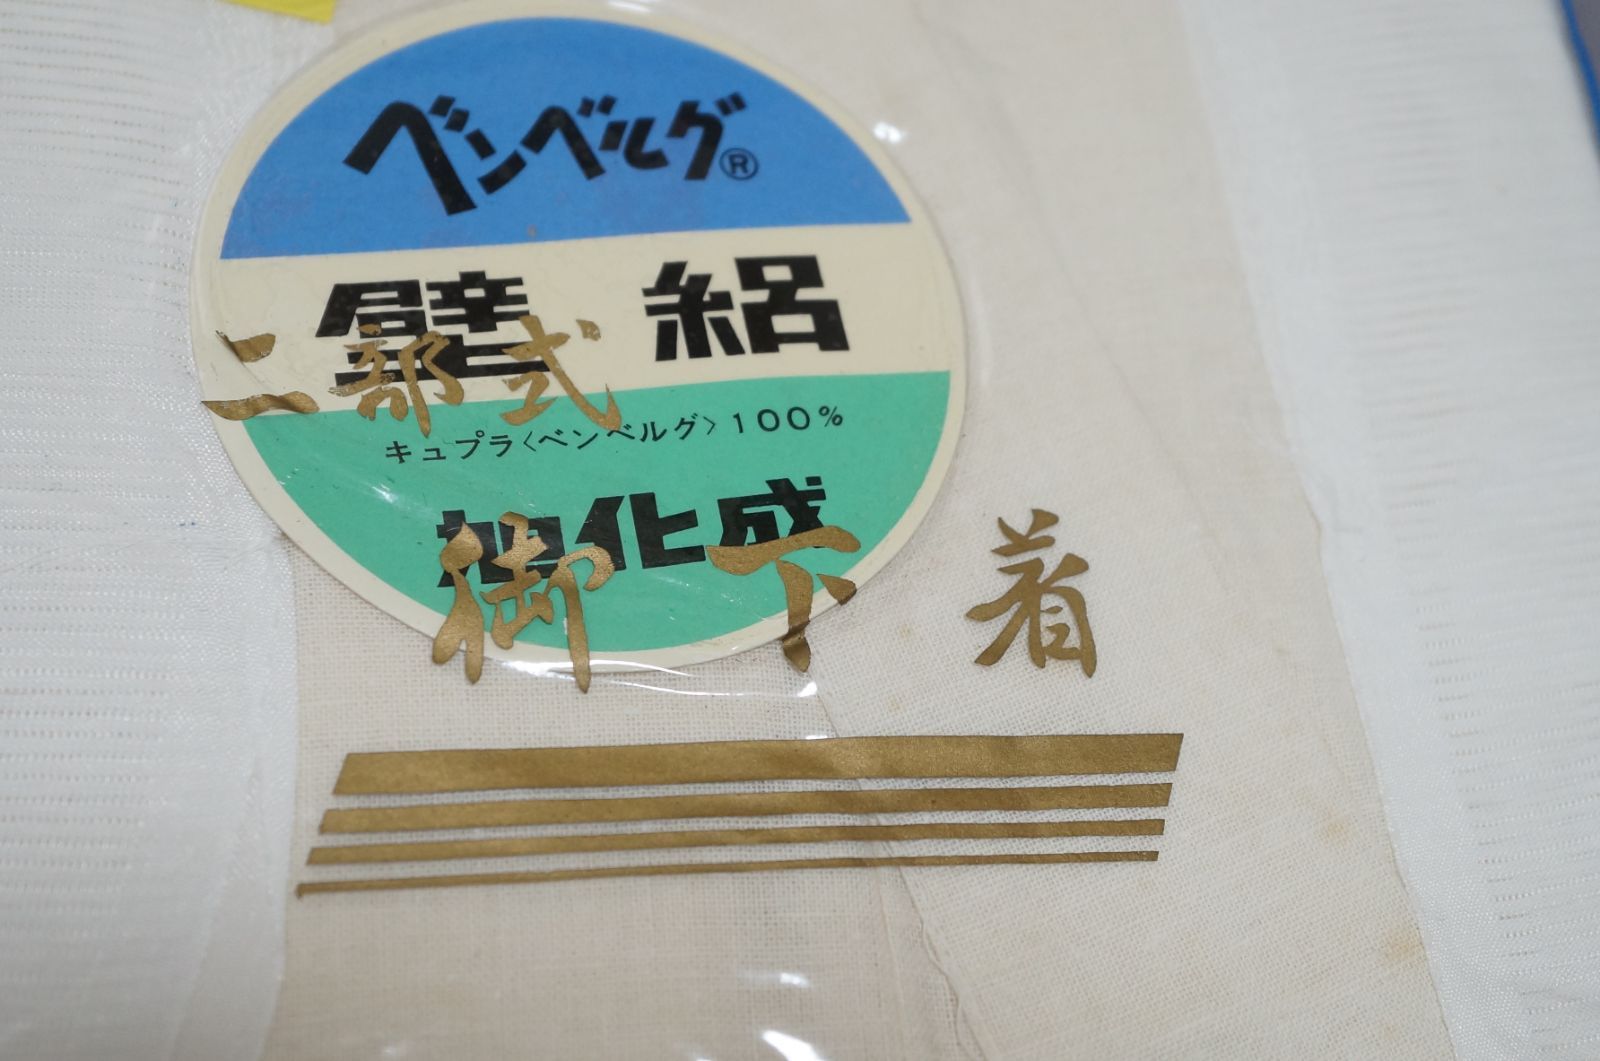 ベンベルグ®
壁 絽
二部式
キュプラ〈ベンベルグ〉100%
旭化成
御下着